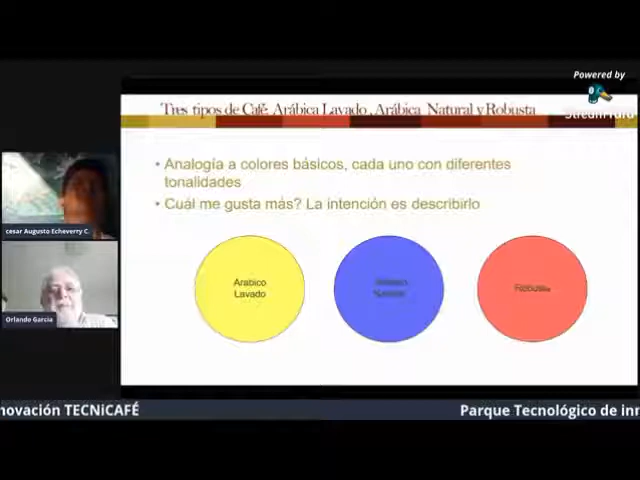 Powered by
StreamYard
Tres tipos de Café: Arábica Lavado ,Arábica Natural y Robusta
• Analogía a colores básicos, cada uno con diferentes
tonalidades
• Cuál me gusta más? La intención es describirlo
cesar Augusto Echeverry C.
Orlando Garcia
Arabico
Lavado
Natural
Robusta
novación TECNiCAFÉ
Parque Tecnológico de inn